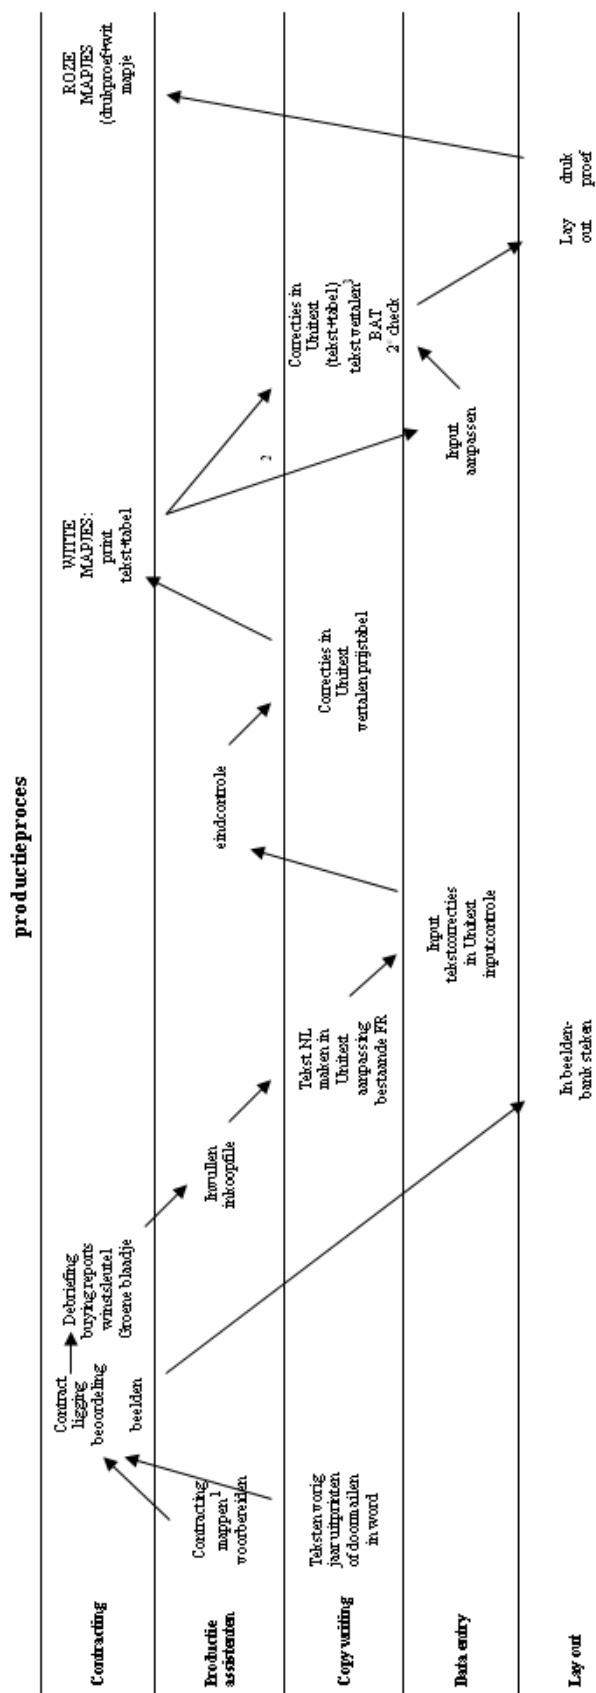 productieproces
Contracting
Contract
ligging
beoordeling
beelden
Debriefing
buying reports
winstsleutel
Groene blaadje
WITTE
MAPJES:
print
tekst+tabel
ROZE
MAPJES
(drukproef+wit
mapje
Productie
assistenten
Contracting
mappen1
voorbereiden
Invullen
inkoopfile
eindcontrole
2
Copywriting
Teksten vorig
jaar uitprinten
of doormailen
in word
Tekst NL
maken in
Unitext
aanpassing
bestaande FR
Correcties in
Unitext
vertalen prijstabel
Correcties in
Unitext
(tekst+tabel)
tekst vertalen3
BAT
2e check
Data entry
Input
tekstcorrecties
in Unitext
inputcontrole
Input
aanpassen
Lay out
In beelden-
bank steken
Lay
out
druk
proef